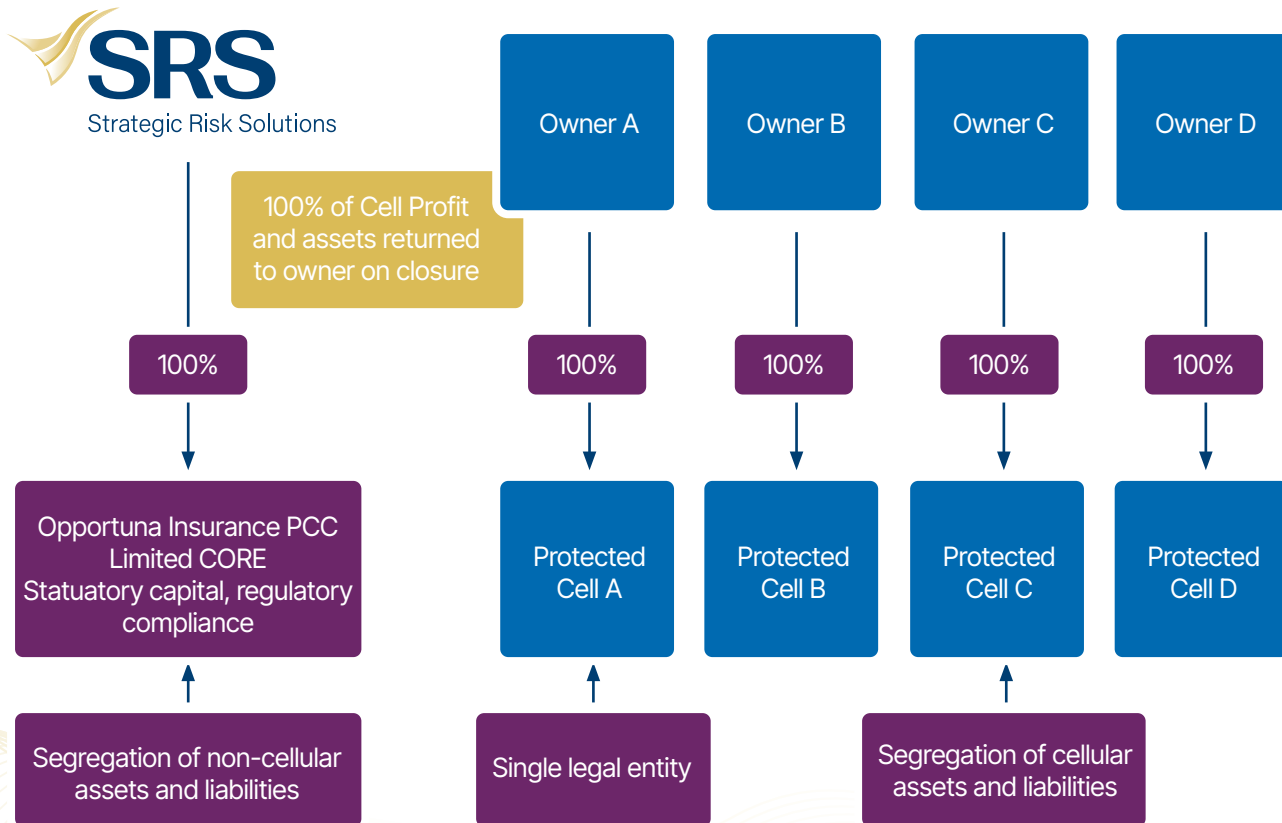 SRS
Strategic Risk Solutions
Owner A
Owner B
Owner C
Owner D
100% of Cell Profit
and assets returned
to owner on closure
100%
100%
100%
100%
100%
Opportuna Insurance PCC
Limited CORE
Statuatory capital, regulatory
compliance
Protected
Cell A
Protected
Cell B
Protected
Cell C
Protected
Cell D
Segregation of non-cellular
assets and liabilities
Single legal entity
Segregation of cellular
assets and liabilities